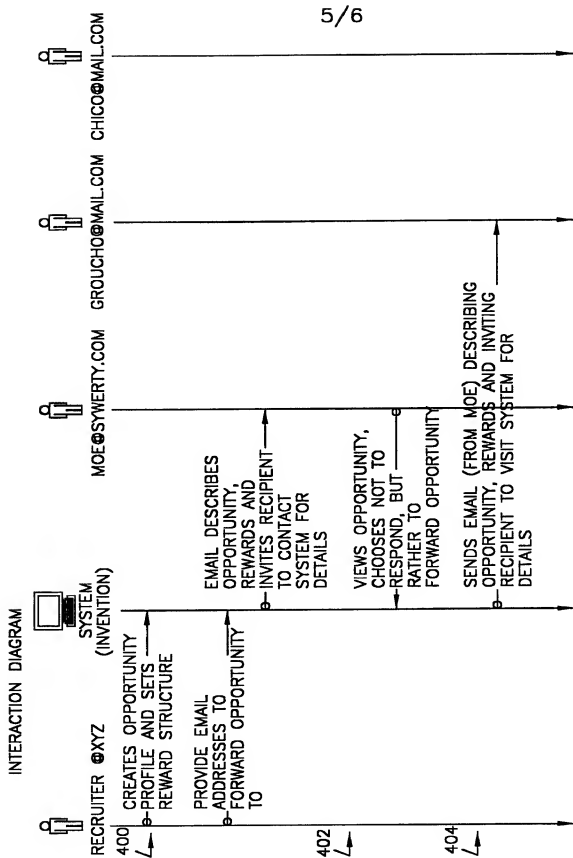 5/6
INTERACTION DIAGRAM
RECRUITER @XYZ
SYSTEM
(INVENTION)
MOE@SYWERTY.COM
GROUCHO@MAIL.COM
CHICO@MAIL.COM
400
CREATES OPPORTUNITY
PROFILE AND SETS
REWARD STRUCTURE
PROVIDE EMAIL
ADDRESSES TO
FORWARD OPPORTUNITY
TO
EMAIL DESCRIBES
OPPORTUNITY,
REWARDS AND
INVITES RECIPIENT
TO CONTACT
SYSTEM FOR
DETAILS
402
VIEWS OPPORTUNITY,
CHOOSES NOT TO
RESPOND, BUT
RATHER TO
FORWARD OPPORTUNITY
404
SENDS EMAIL (FROM MOE) DESCRIBING
OPPORTUNITY, REWARDS AND INVITING
RECIPIENT TO VISIT SYSTEM FOR
DETAILS